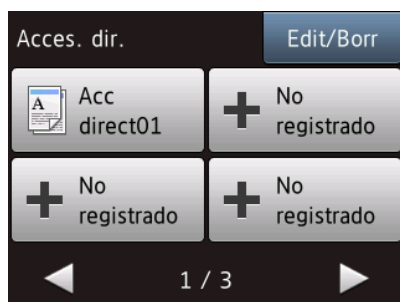 Acces. dir.
Edit/Borr
Acc
direct01
No
registrado
No
registrado
No
registrado
1 / 3